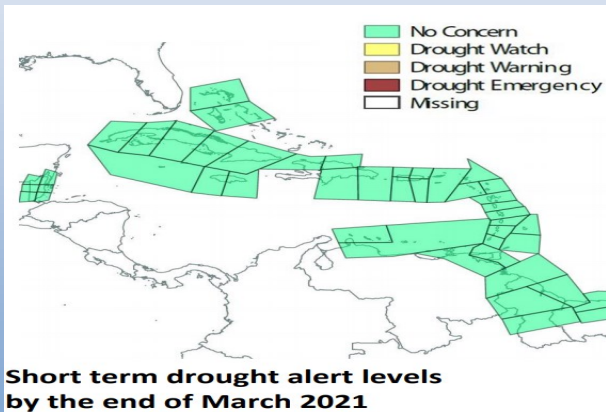 No Concern
Drought Watch
Drought Warning
Drought Emergency
Missing
Short term drought alert levels
by the end of March 2021